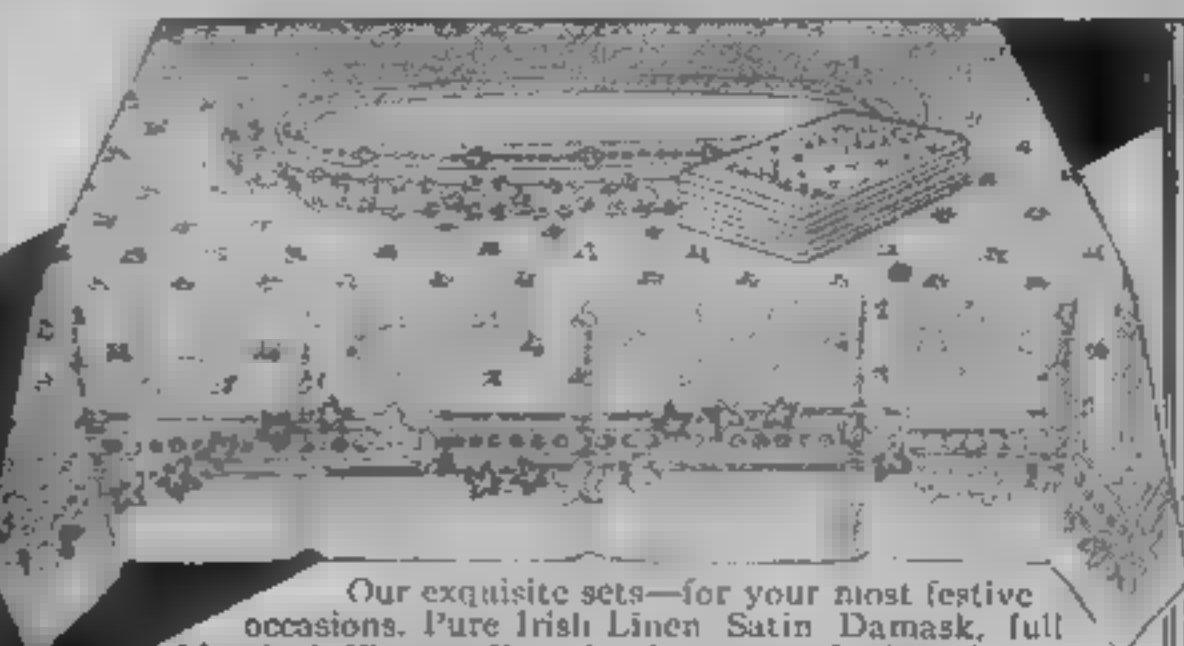 Our exquisite sets—for your most festive
occasions. Pure Irish Linen Satin Damask, full